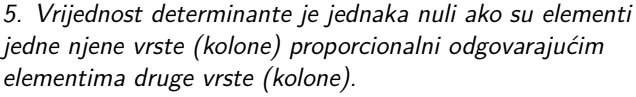 5. Vrijednost determinante je jednaka nuli ako su elementi
jedne njene vrste (kolone) proporcionalni odgovarajućim
elementima druge vrste (kolone).